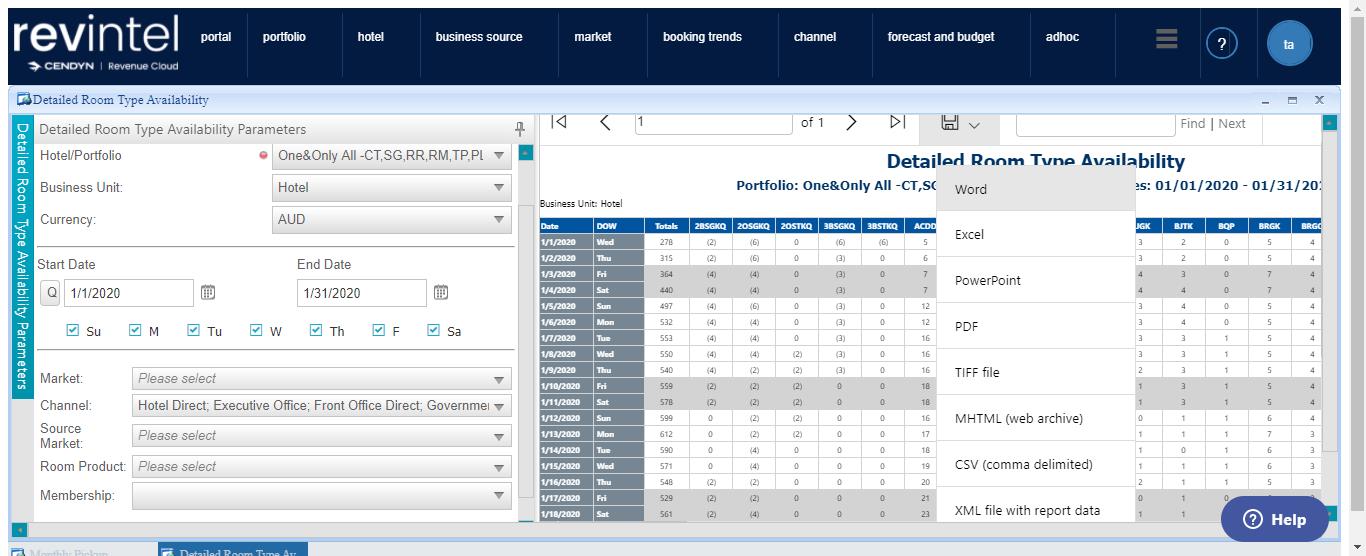 revintel
CENDYN | Revenue Cloud
portal portfolio hotel business source market booking trends channel forecast and budget adhoc ? ta
Detailed Room Type Availability
Detailed Room Type Availability Parameters
Detailed Room Type Availability Parameters
Hotel/Portfolio One&Only All -CT,SG,RR,RM,TP,PL
Business Unit: Hotel
Currency: AUD
Start Date End Date
Q 1/1/2020 1/31/2020
Su M Tu W Th F Sa
Market: Please select
Channel: Hotel Direct; Executive Office; Front Office Direct; Governme
Source Market: Please select
Room Product: Please select
Membership:
1 of 1 Find | Next
Detailed Room Type Availability
Portfolio: One&Only All -CT,SG es: 01/01/2020 - 01/31/202
Business Unit: Hotel
Date DOW Totals 2BSGKQ 2OSGKQ 2OSTKQ 3BSGKQ 3BSTKQ ACDD JGK BJTK BQP BRGK BRGQ
1/1/2020 Wed 278 (2) (6) 0 (6) (6) 5 3 2 0 5 4
1/2/2020 Thu 315 (2) (6) 0 (3) 0 6 3 2 0 5 4
1/3/2020 Fri 364 (4) (4) 0 (3) 0 7 4 3 0 7 4
1/4/2020 Sat 440 (4) (4) 0 (3) 0 7 4 4 0 7 4
1/5/2020 Sun 497 (6) (4) 0 (3) 0 12 3 4 0 5 4
1/6/2020 Mon 532 (4) (4) 0 (3) 0 12 3 4 0 5 4
1/7/2020 Tue 553 (4) (4) 0 (3) 0 16 3 3 1 5 4
1/8/2020 Wed 550 (4) (4) (2) (3) 0 16 3 3 1 5 4
1/9/2020 Thu 540 (4) (2) (2) (3) 0 16 2 3 1 5 4
1/10/2020 Fri 559 (2) (2) (2) 0 0 18 1 3 1 5 4
1/11/2020 Sat 578 (2) (2) (2) 0 0 18 1 3 1 5 4
1/12/2020 Sun 599 0 (2) (2) 0 0 16 0 1 1 6 4
1/13/2020 Mon 612 0 (2) (2) 0 0 17 1 1 1 7 3
1/14/2020 Tue 590 0 (4) 0 0 0 18 1 0 1 6 3
1/15/2020 Wed 571 0 (4) 0 0 0 19 1 1 1 6 3
1/16/2020 Thu 548 (2) (2) 0 0 0 20 2 1 1 5 3
1/17/2020 Fri 529 (2) (2) 0 0 0 21 0 1 0
1/18/2020 Sat 561 (2) (4) 0 0 0 23 0 1
Word
Excel
PowerPoint
PDF
TIFF file
MHTML (web archive)
CSV (comma delimited)
XML file with report data
Help
Monthly Pickup Detailed Room Type Av...